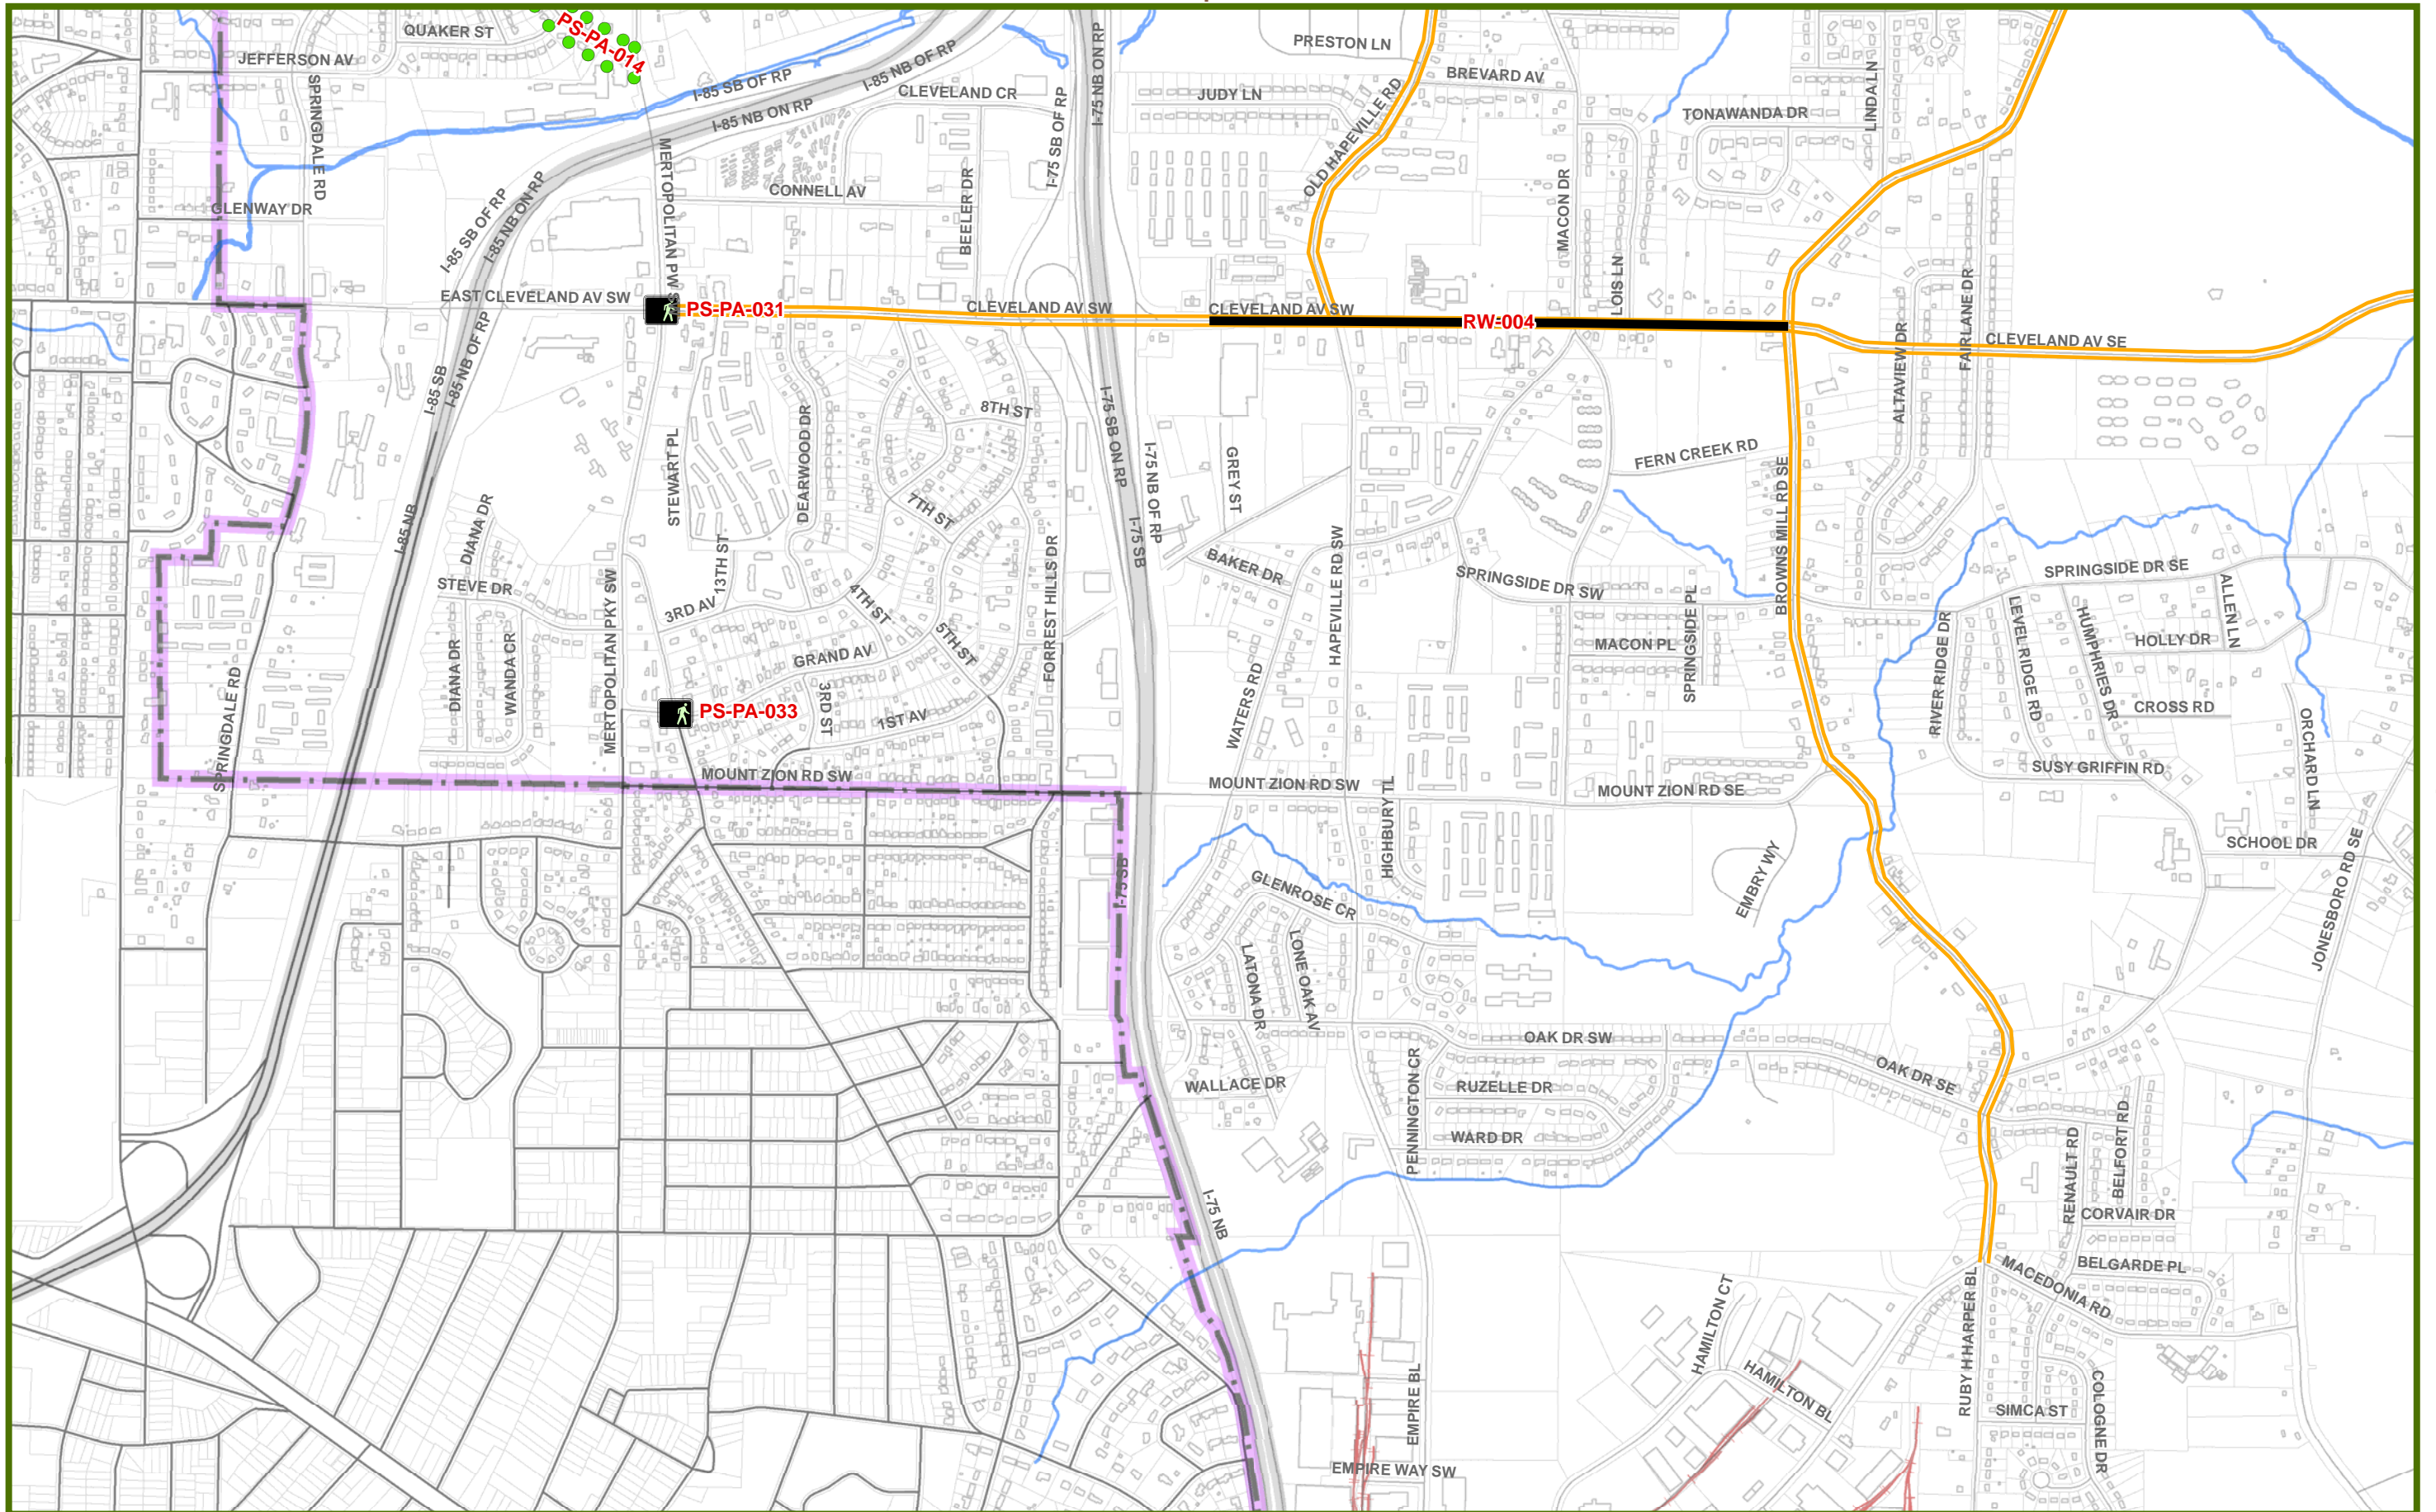 PS-PA-014
QUAKER ST
JEFFERSON AV
SPRINGDALE RD
I-85 SB OF RP
I-85 NB OF RP
I-85 NB ON RP
CLEVELAND CR
I-75 NB ON RP
I-75 SB OF RP
PRESTON LN
BREVARD AV
JUDY LN
OLD HAPEVILLE RD
TONAWANDA DR
LINDA LN
MERTOPOLITAN PW SW
CONNELL AV
BEELER DR
GLENWAY DR
I-85 SB OF RP
I-85 NB ON RP
MACON DR
LOIS LN
FAIRLANE DR
EAST CLEVELAND AV SW
PS-PA-031
CLEVELAND AV SW
CLEVELAND AV SW
RW-004
CLEVELAND AV SE
ALTAVIEW DR
I-85 SB
I-85 NB OF RP
8TH ST
I-75 SB ON RP
DEARWOOD DR
STEWART PL
7TH ST
GREY ST
I-75 NB OF RP
FERN CREEK RD
BROWNS MILL RD SE
I-85 NB
DIANA DR
I-75 SB
13TH ST
FORREST HILLS DR
BAKER DR
HAPEVILLE RD SW
STEVE DR
3RD AV
4TH ST
SPRINGSIDE DR SW
SPRINGSIDE DR SE
ALLEN LN
MERTOPOLITAN PKY SW
5TH ST
GRAND AV
MACON PL
SPRINGSIDE PL
RIVER RIDGE DR
LEVEL RIDGE RD
HUMPHRIES DR
HOLLY DR
DIANA DR
WANDA CR
3RD ST
1ST AV
WATERS RD
CROSS RD
ORCHARD LN
PS-PA-033
SPRINGDALE RD
MOUNT ZION RD SW
MOUNT ZION RD SW
HIGHBURY TL
MOUNT ZION RD SE
SUSY GRIFFIN RD
SCHOOL DR
JONESBORO RD SE
I-75 SB
EMBRY WY
GLENROSE CR
LATONA DR
LONE OAK AV
OAK DR SW
OAK DR SE
WALLACE DR
PENNINGTON CR
RUZELLE DR
WARD DR
RENAULT RD
BELFORT RD
CORVAIR DR
I-75 NB
BELGARDE PL
MACEDONIA RD
RUBY H HARPER BL
HAMILTON CT
HAMILTON BL
EMPIRE BL
SIMCA ST
COLOGNE DR
EMPIRE WAY SW